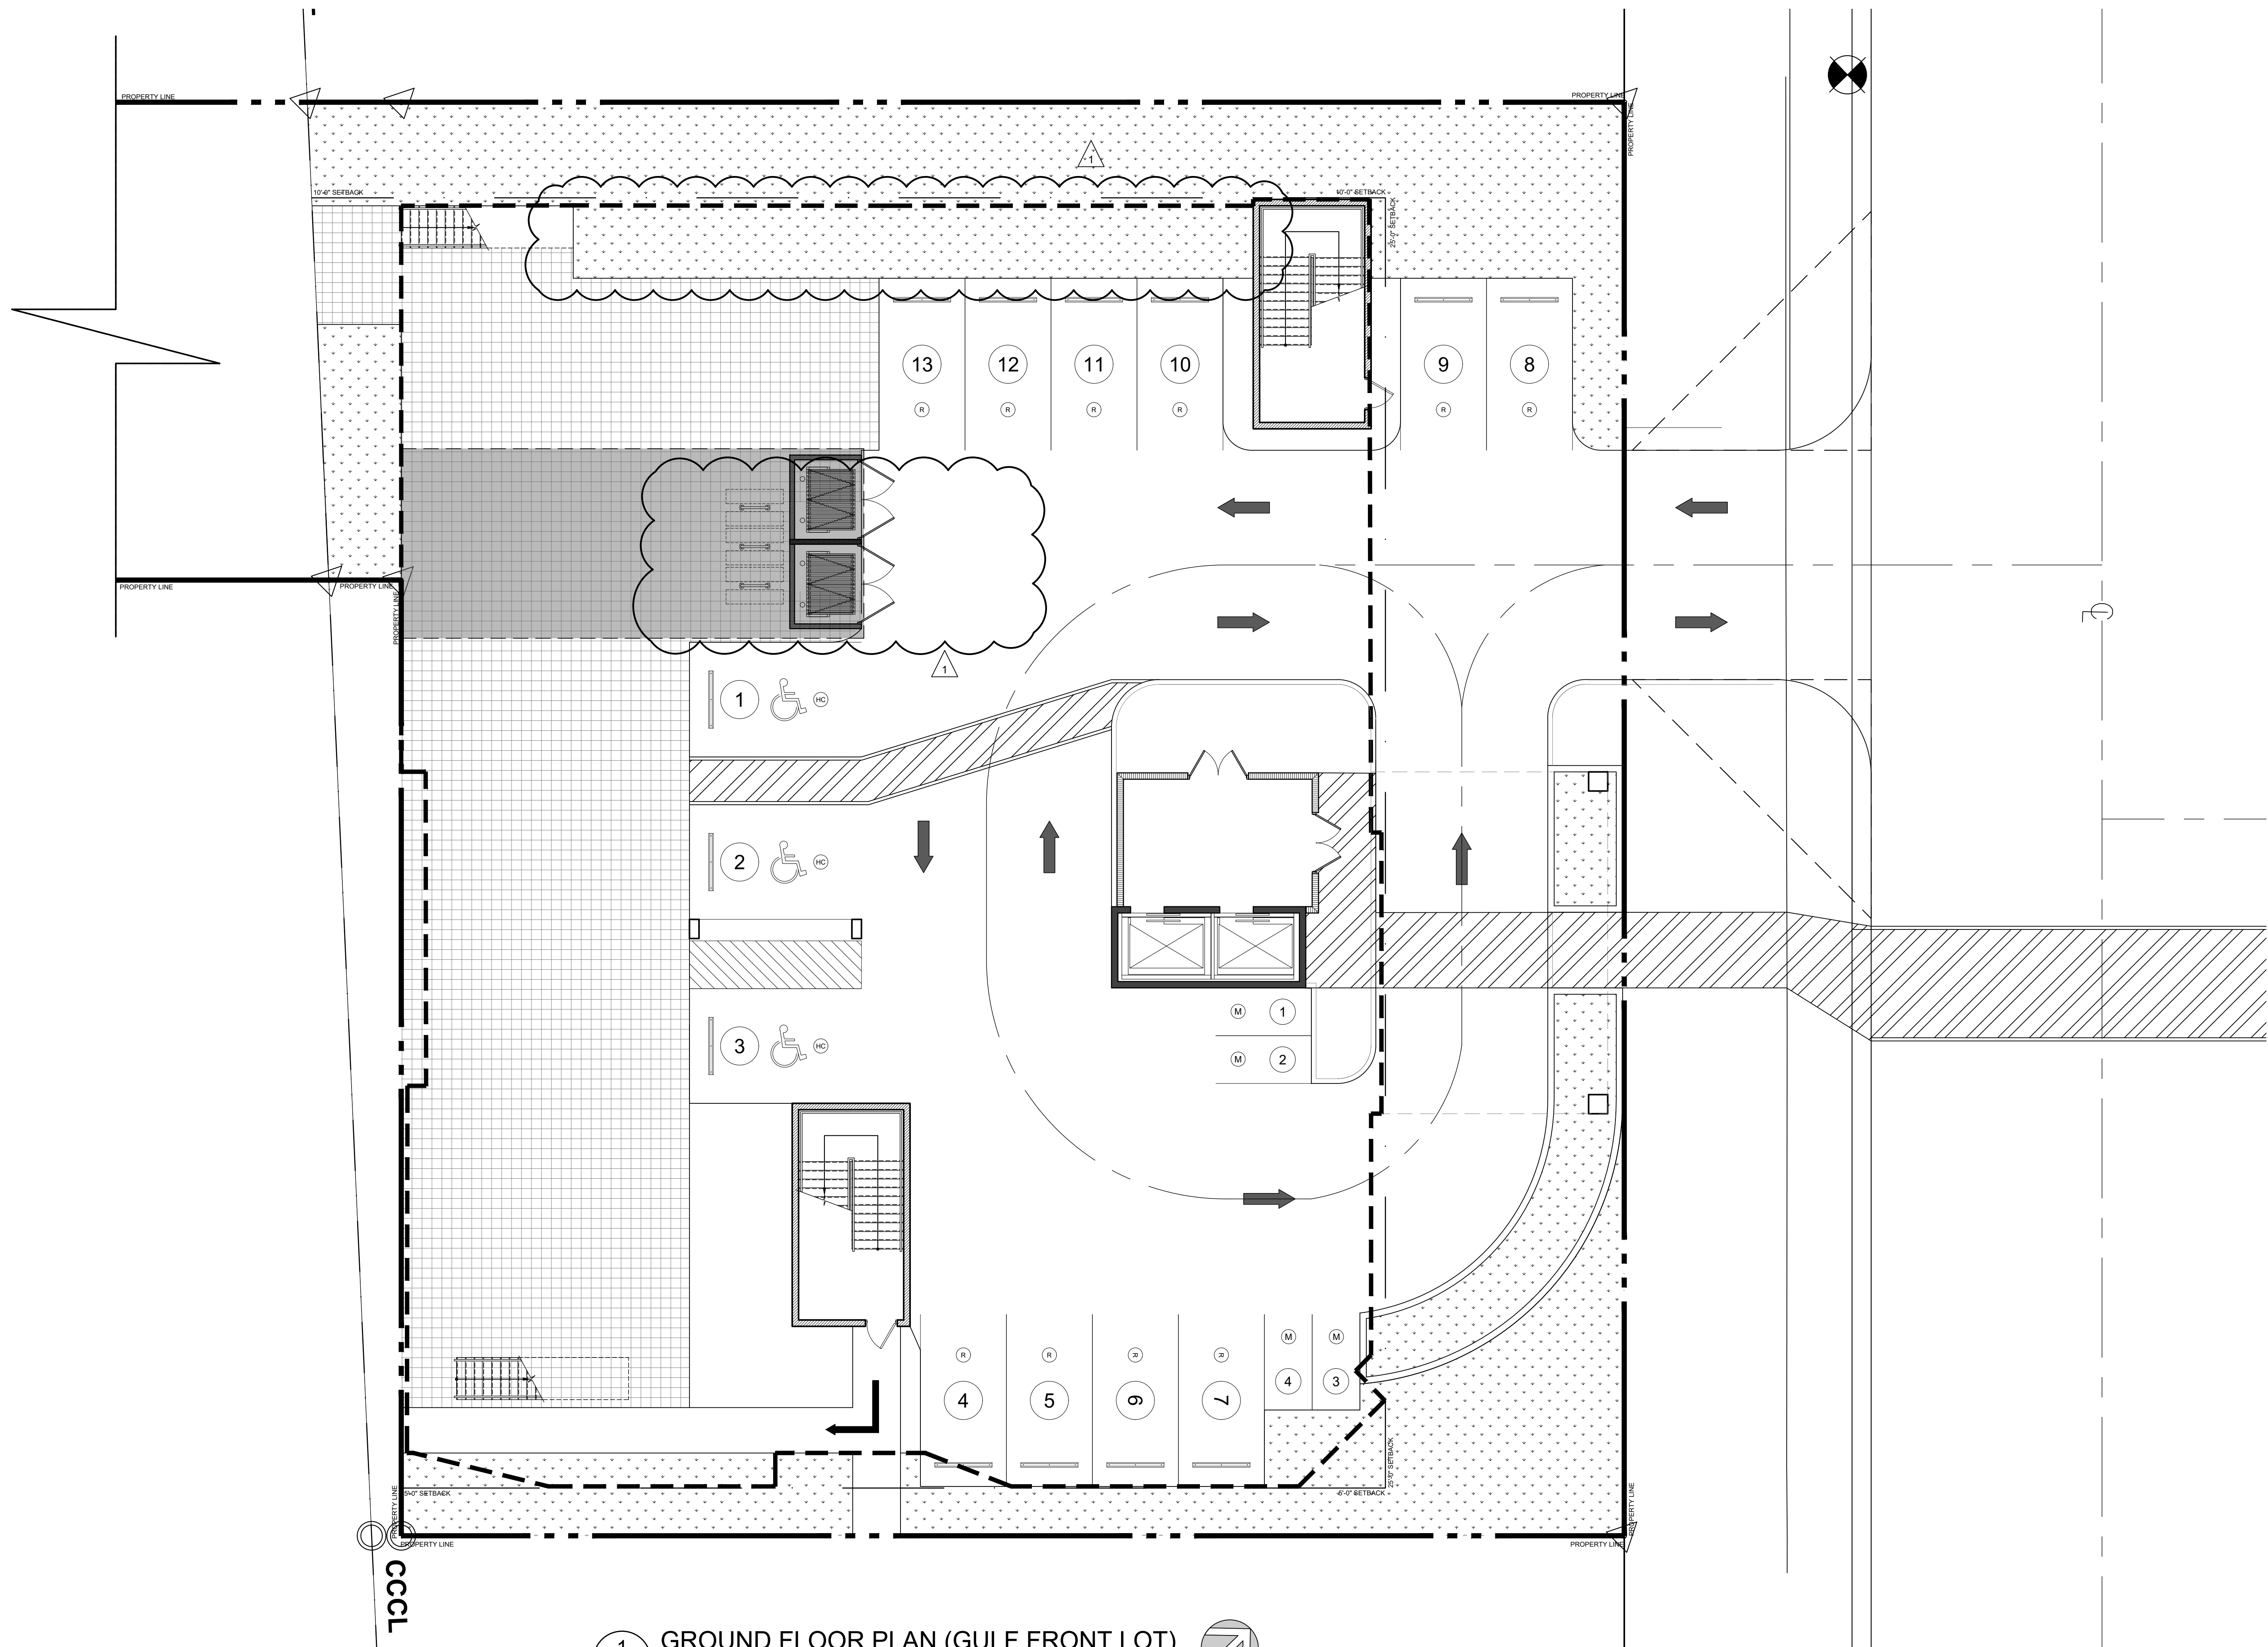 PROPERTY LINE
PROPERTY LINE
PROPERTY LINE
1
10'-0" SETBACK
10'-0" SETBACK
25'-0" SETBACK
13
12
11
10
9
8
R
R
R
R
R
R
PROPERTY LINE
PROPERTY LINE
PROPERTY LINE
1
1
HC
2
HC
3
HC
M
1
M
2
R
R
R
R
M
M
4
5
6
7
4
3
5'-0" SETBACK
5'-0" SETBACK
25'-0" SETBACK
PROPERTY LINE
PROPERTY LINE
PROPERTY LINE
PROPERTY LINE
CCCL
1
GROUND FLOOR PLAN (GULF FRONT LOT)